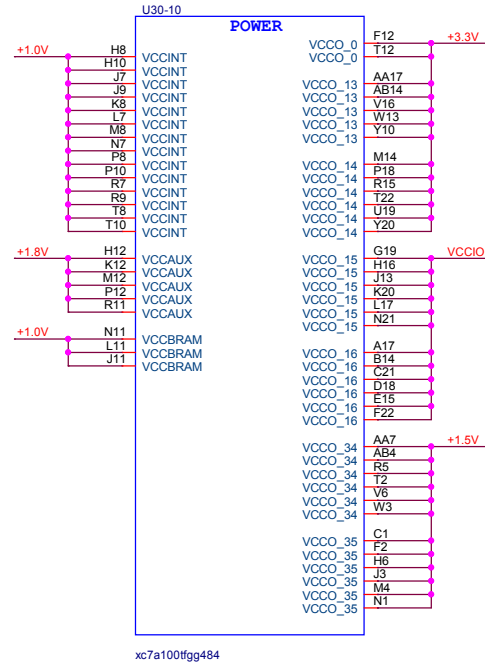 U30-10
POWER
+1.0V
H8 VCCINT
H10 VCCINT
J7 VCCINT
J9 VCCINT
K8 VCCINT
L7 VCCINT
M8 VCCINT
N7 VCCINT
P8 VCCINT
P10 VCCINT
R7 VCCINT
R9 VCCINT
T8 VCCINT
T10 VCCINT
+1.8V
H12 VCCAUX
K12 VCCAUX
M12 VCCAUX
P12 VCCAUX
R11 VCCAUX
+1.0V
N11 VCCBRAM
L11 VCCBRAM
J11 VCCBRAM
VCCO_0 F12
+3.3V
VCCO_0 T12
VCCO_13 AA17
VCCO_13 AB14
VCCO_13 V16
VCCO_13 W13
VCCO_13 Y10
VCCO_14 M14
VCCO_14 P18
VCCO_14 R15
VCCO_14 T22
VCCO_14 U19
VCCO_14 Y20
VCCO_15 G19
VCCIO
VCCO_15 H16
VCCO_15 J13
VCCO_15 K20
VCCO_15 L17
VCCO_15 N21
VCCO_16 A17
VCCO_16 B14
VCCO_16 C21
VCCO_16 D18
VCCO_16 E15
VCCO_16 F22
VCCO_34 AA7
+1.5V
VCCO_34 AB4
VCCO_34 R5
VCCO_34 T2
VCCO_34 V6
VCCO_34 W3
VCCO_35 C1
VCCO_35 F2
VCCO_35 H6
VCCO_35 J3
VCCO_35 M4
VCCO_35 N1
xc7a100tfgg484